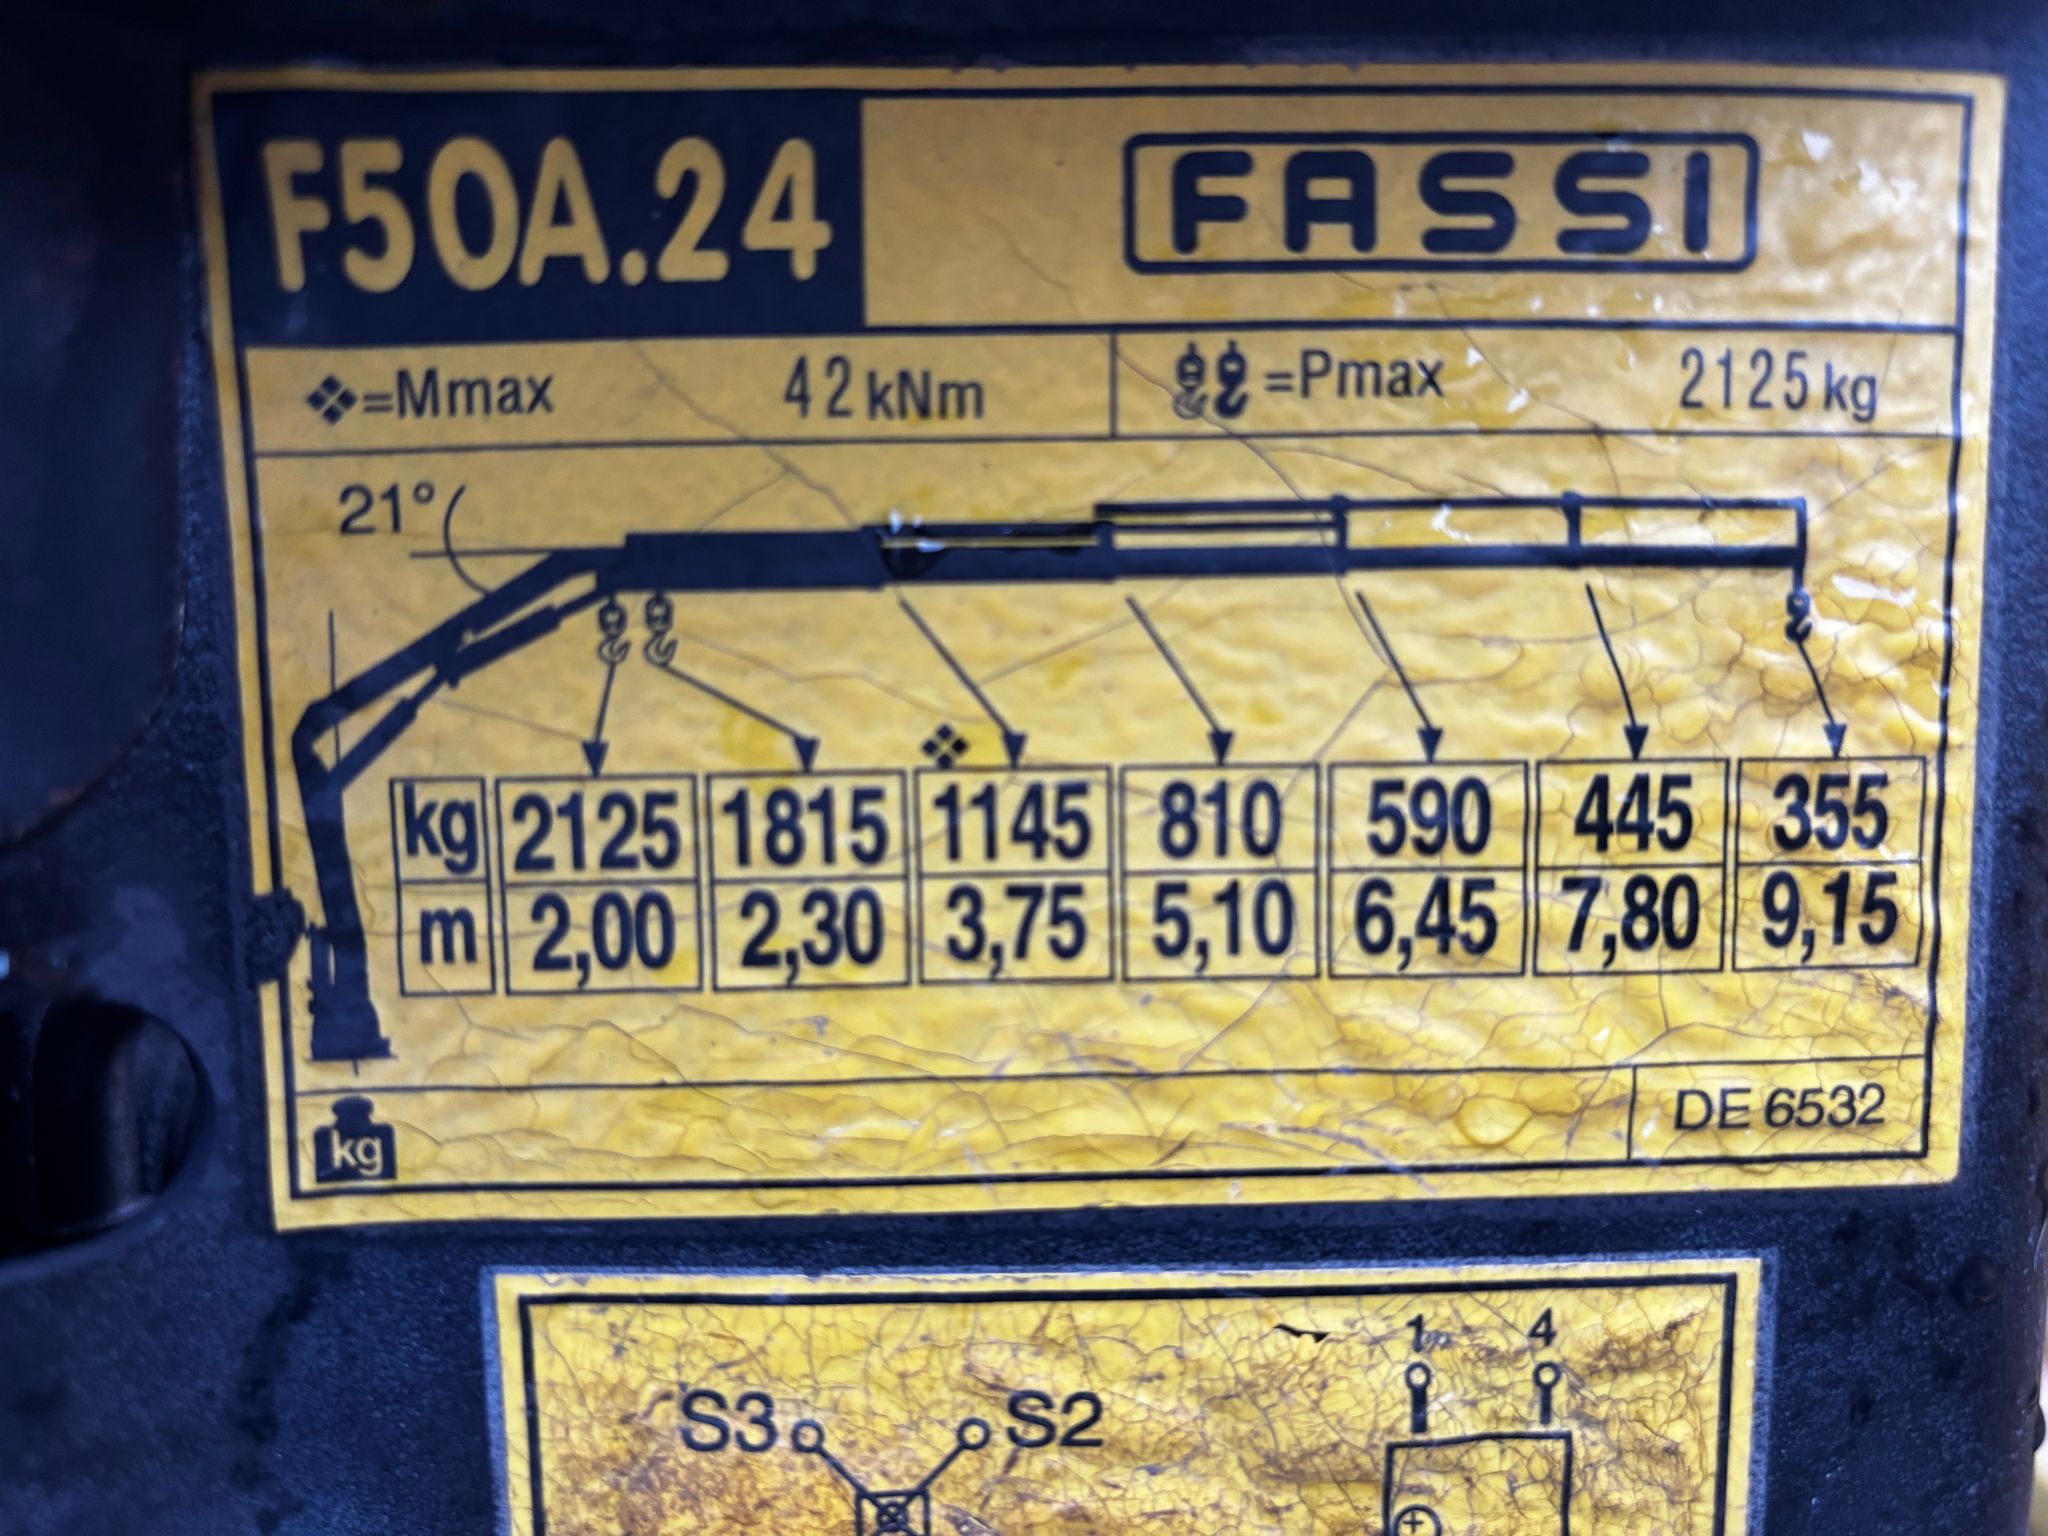 F50A.24 FASSI
❖=Mmax 42 kNm =Pmax 2125 kg
21°
❖
kg 2125 1815 1145 810 590 445 355
m 2,00 2,30 3,75 5,10 6,45 7,80 9,15
kg DE 6532
1 4
S3 S2
+